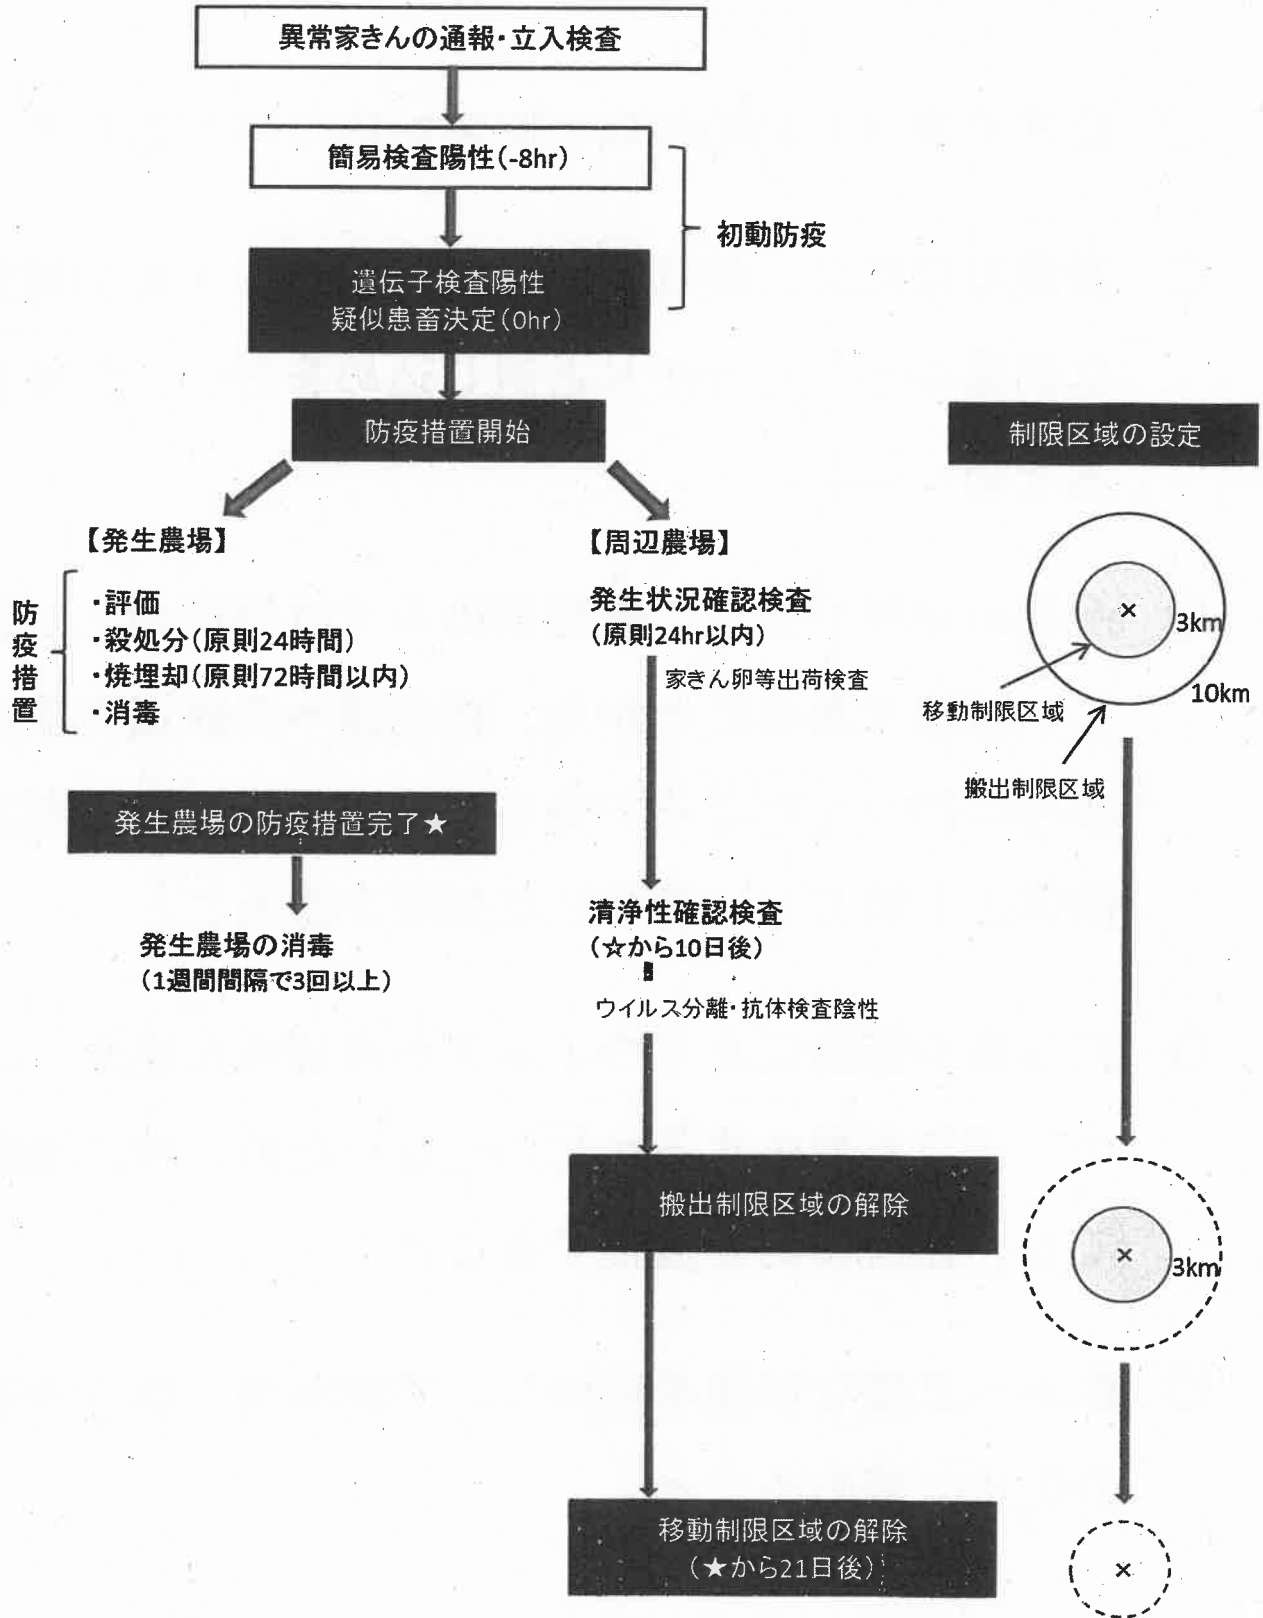 異常家きんの通報・立入検査
簡易検査陽性(-8hr)
初動防疫
遺伝子検査陽性
疑似患畜決定(0hr)
防疫措置開始
制限区域の設定
【発生農場】
防疫措置
・評価
・殺処分(原則24時間)
・焼埋却(原則72時間以内)
・消毒
【周辺農場】
発生状況確認検査
(原則24hr以内)
家きん卵等出荷検査
×
3km
10km
移動制限区域
搬出制限区域
発生農場の防疫措置完了★
発生農場の消毒
(1週間間隔で3回以上)
清浄性確認検査
(☆から10日後)
ウイルス分離・抗体検査陰性
搬出制限区域の解除
×
3km
移動制限区域の解除
(★から21日後)
×